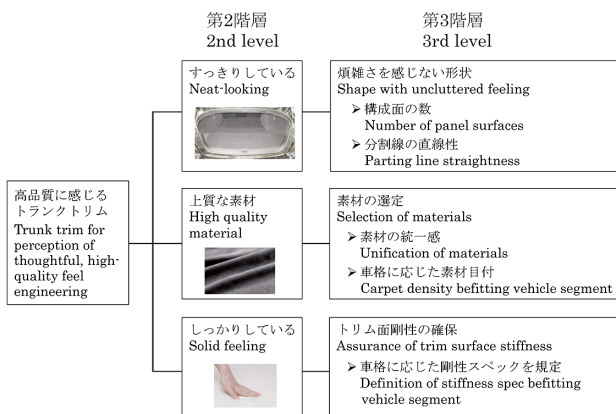 第2階層
2nd level
第3階層
3rd level
高品質に感じる
トランクトリム
Trunk trim for
perception of
thoughtful, high-
quality feel
engineering
すっきりしている
Neat-looking
煩雑さを感じない形状
Shape with uncluttered feeling
➤構成面の数
Number of panel surfaces
➤分割線の直線性
Parting line straightness
上質な素材
High quality
material
素材の選定
Selection of materials
➤素材の統一感
Unification of materials
➤車格に応じた素材目付
Carpet density befitting vehicle segment
しっかりしている
Solid feeling
トリム面剛性の確保
Assurance of trim surface stiffness
➤車格に応じた剛性スペックを規定
Definition of stiffness spec befitting
vehicle segment